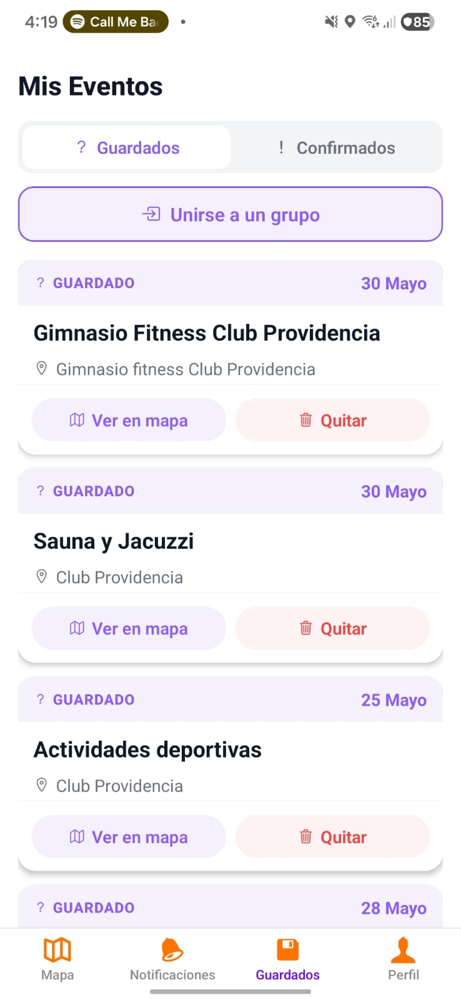 4:19 Call Me Ba 85
Mis Eventos
? Guardados ! Confirmados
Unirse a un grupo
? GUARDADO 30 Mayo
Gimnasio Fitness Club Providencia
Gimnasio fitness Club Providencia
Ver en mapa Quitar
? GUARDADO 30 Mayo
Sauna y Jacuzzi
Club Providencia
Ver en mapa Quitar
? GUARDADO 25 Mayo
Actividades deportivas
Club Providencia
Ver en mapa Quitar
? GUARDADO 28 Mayo
Mapa Notificaciones Guardados Perfil